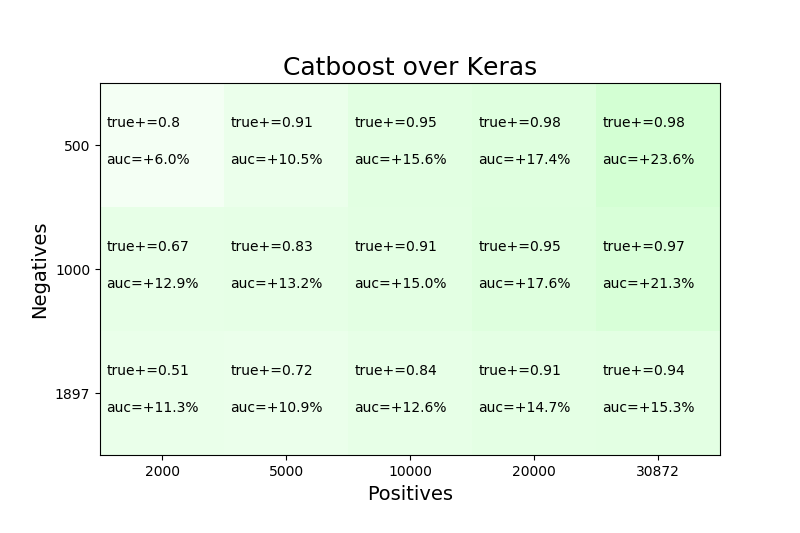 Catboost over Keras
Negatives
500
true+=0.8
auc=+6.0%
true+=0.91
auc=+10.5%
true+=0.95
auc=+15.6%
true+=0.98
auc=+17.4%
true+=0.98
auc=+23.6%
1000
true+=0.67
auc=+12.9%
true+=0.83
auc=+13.2%
true+=0.91
auc=+15.0%
true+=0.95
auc=+17.6%
true+=0.97
auc=+21.3%
1897
true+=0.51
auc=+11.3%
true+=0.72
auc=+10.9%
true+=0.84
auc=+12.6%
true+=0.91
auc=+14.7%
true+=0.94
auc=+15.3%
2000
5000
10000
20000
30872
Positives